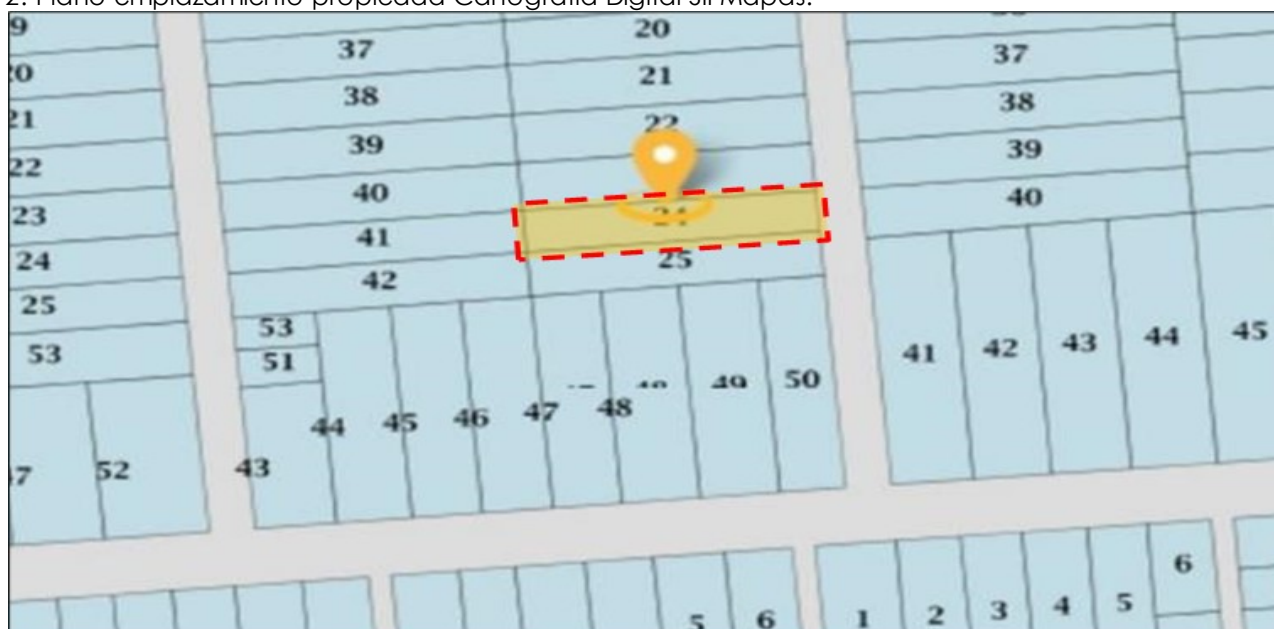 2. Plano emplazamiento propiedad Cartografía Digital SII Mapas.
9 37 20 37
20 38 21 38
21 39 22 39
22 40 40
23 41 24
24 42 25
25 53
53 51 41 42 43 44 45
49 50
44 45 46 47 48
47 52 43
6
5 6 1 2 3 4 5